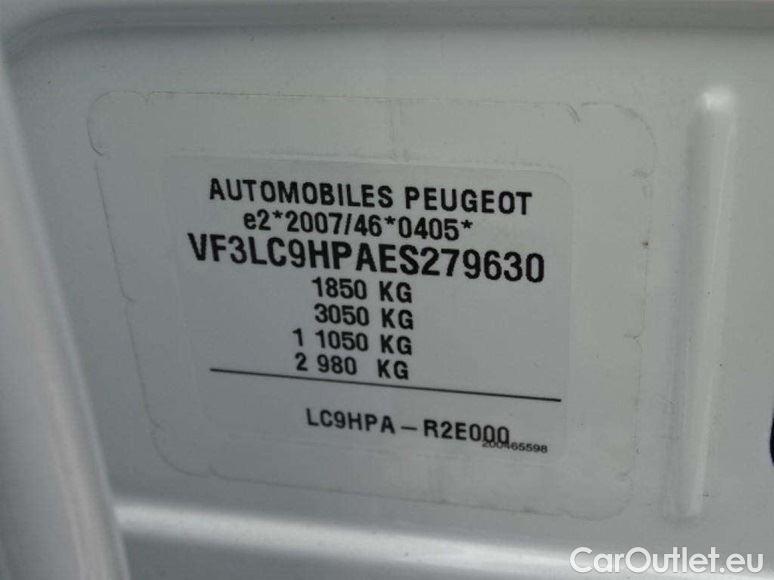 AUTOMOBILES PEUGEOT
e2*2007/46*0405*
VF3LC9HPAES279630
1850 KG
3050 KG
1 1050 KG
2 980 KG
LC9HPA – R2E000
200465598
CarOutlet.eu